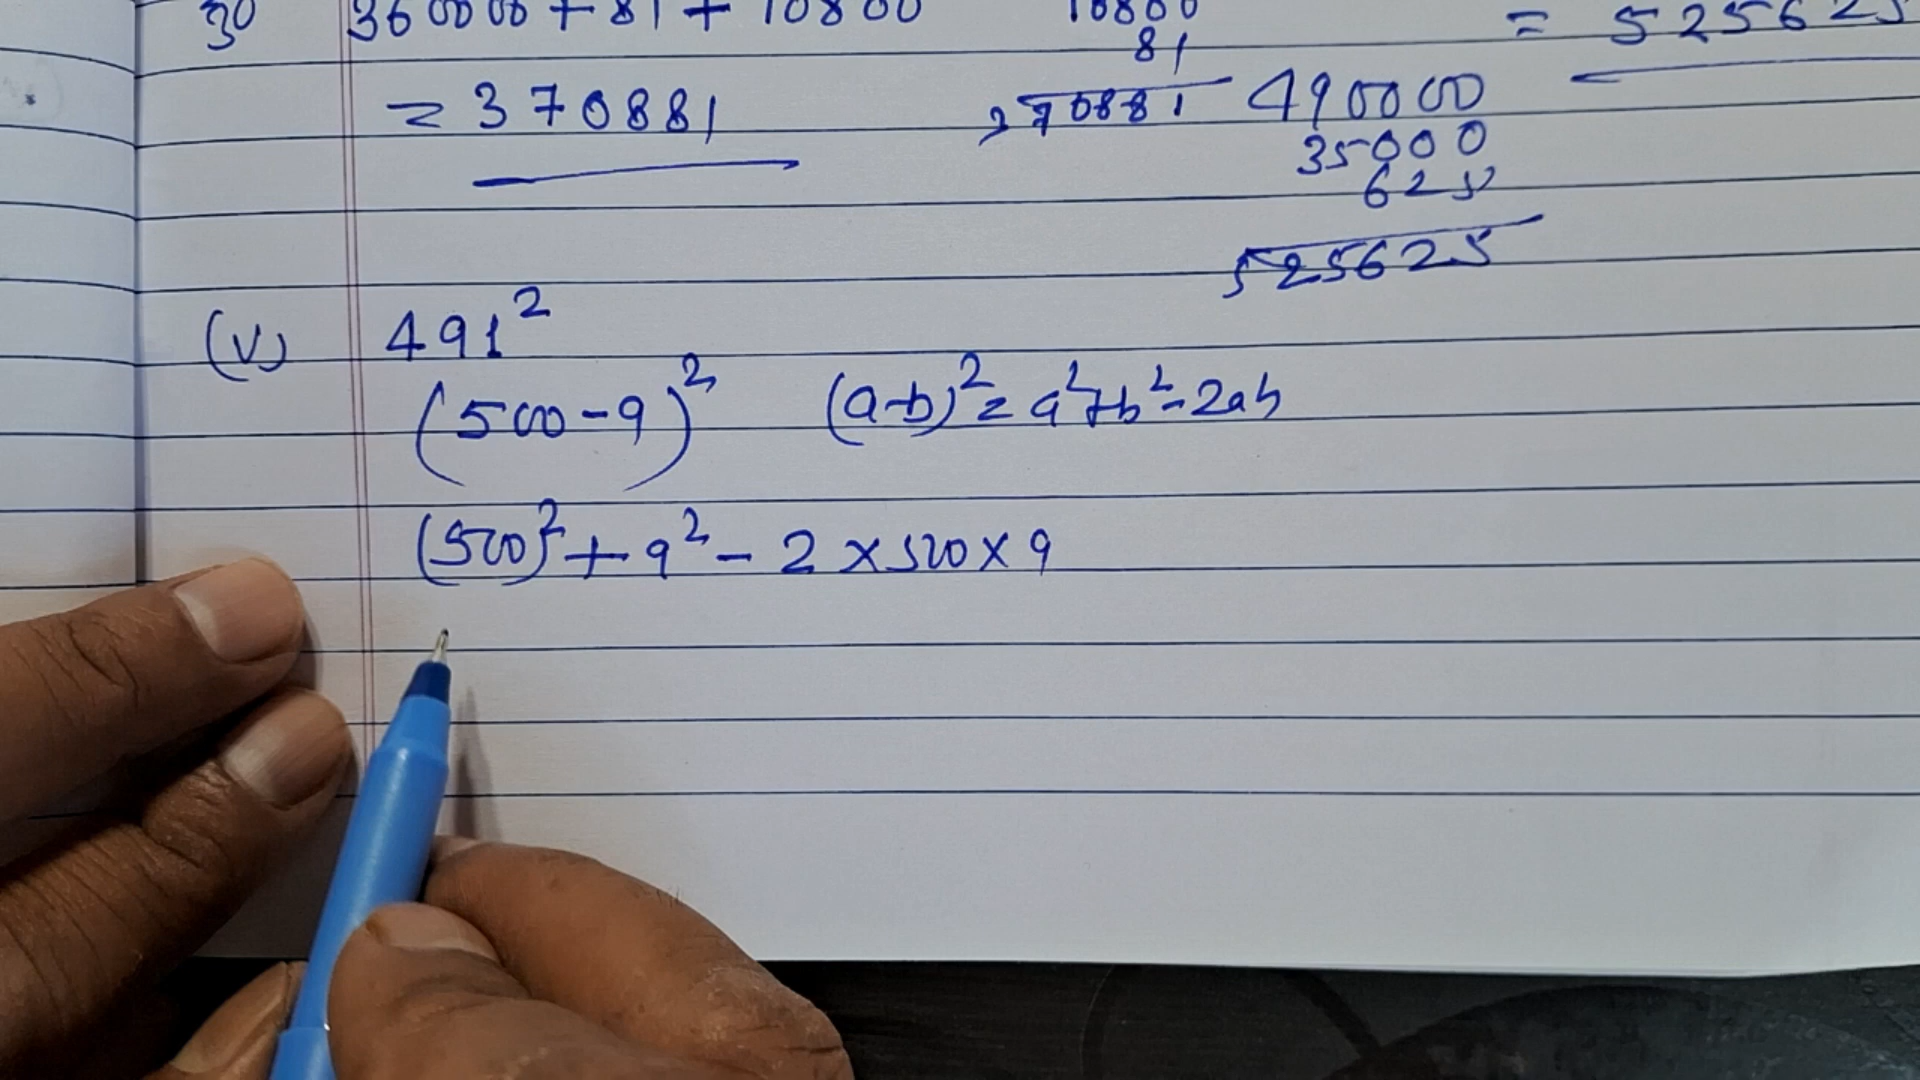 30 360000 + 81 + 10800 10800 = 525625
81
= 370881 370881 490000
35000
625
525625
(v) 491²
(500-9)² (a-b)² = a²+b²-2ab
(500)² + 9² - 2 × 500 × 9